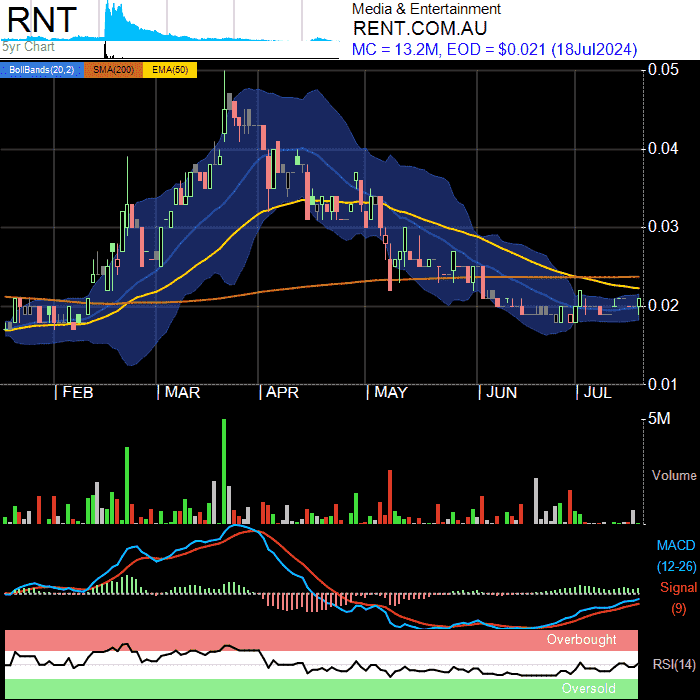 RNT
Media & Entertainment
RENT.COM.AU
5yr Chart
MC = 13.2M, EOD = $0.021 (18Jul2024)
BollBands(20,2) SMA(200) EMA(50)
0.05
0.04
0.03
0.02
0.01
FEB MAR APR MAY JUN JUL
5M
Volume
MACD
(12-26)
Signal
(9)
Overbought
RSI(14)
Oversold